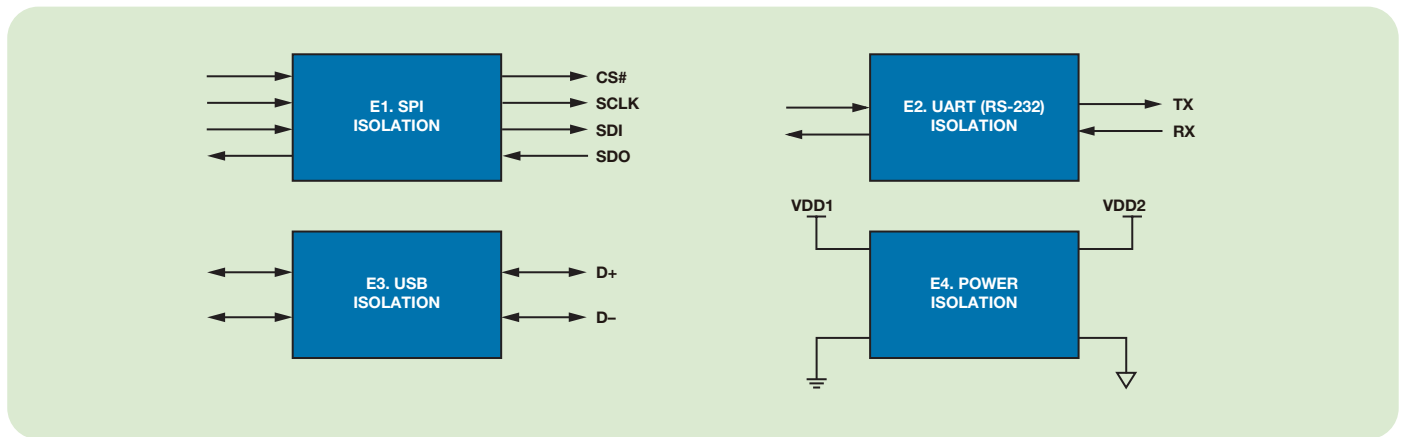 E1. SPI
ISOLATION
CS#
SCLK
SDI
SDO
E2. UART (RS-232)
ISOLATION
TX
RX
E3. USB
ISOLATION
D+
D–
VDD1
VDD2
E4. POWER
ISOLATION